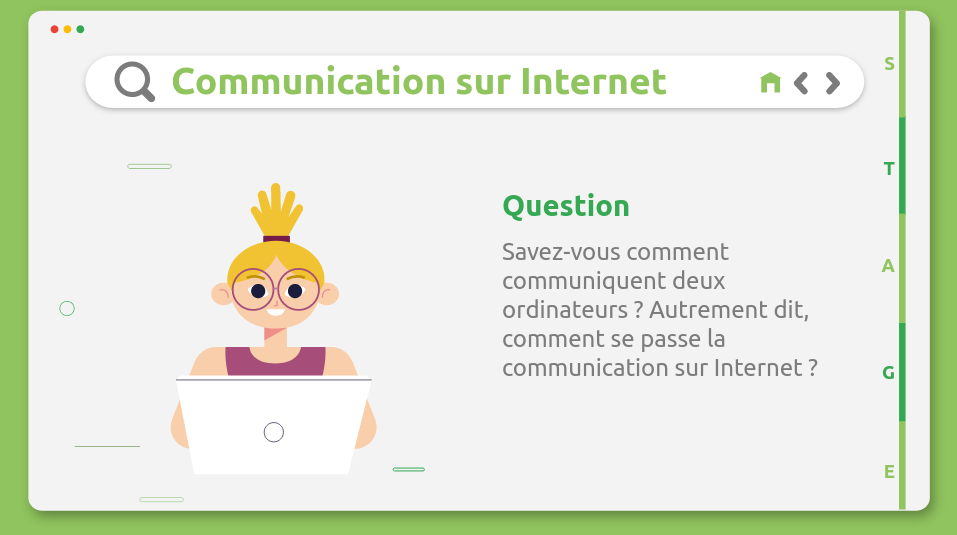 Communication sur Internet
Question
Savez-vous comment
communiquent deux
ordinateurs ? Autrement dit,
comment se passe la
communication sur Internet ?
S
T
A
G
E